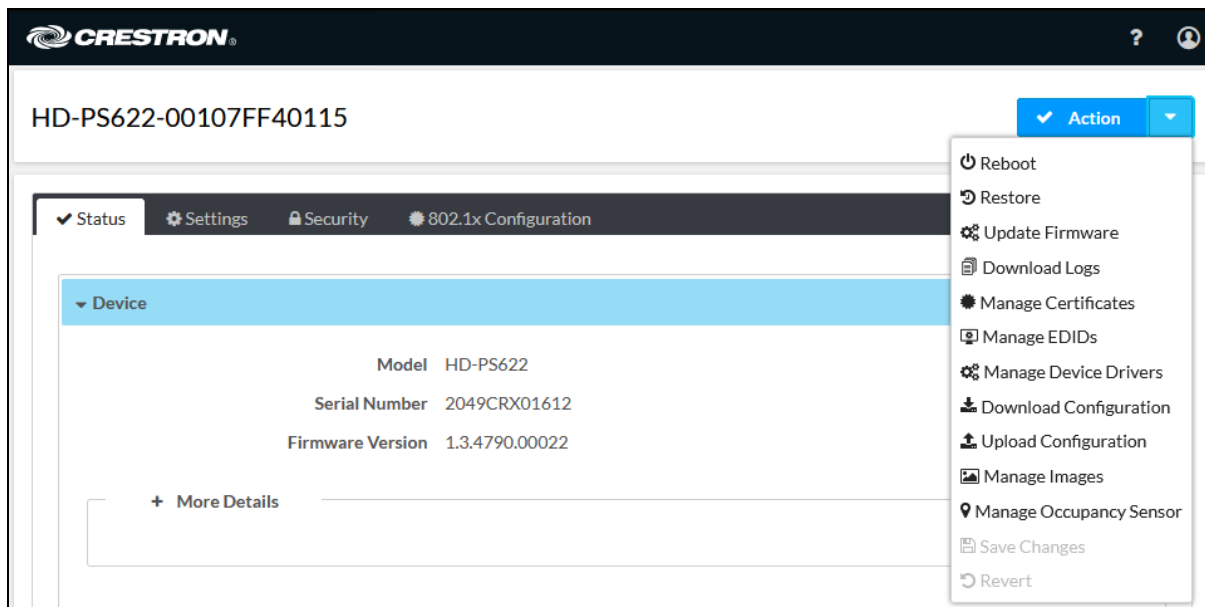 CRESTRON®
?
HD-PS622-00107FF40115
Action
Reboot
Restore
Update Firmware
Download Logs
Manage Certificates
Manage EDIDs
Manage Device Drivers
Download Configuration
Upload Configuration
Manage Images
Manage Occupancy Sensor
Save Changes
Revert
Status Settings Security 802.1x Configuration
Device
Model HD-PS622
Serial Number 2049CRX01612
Firmware Version 1.3.4790.00022
+ More Details